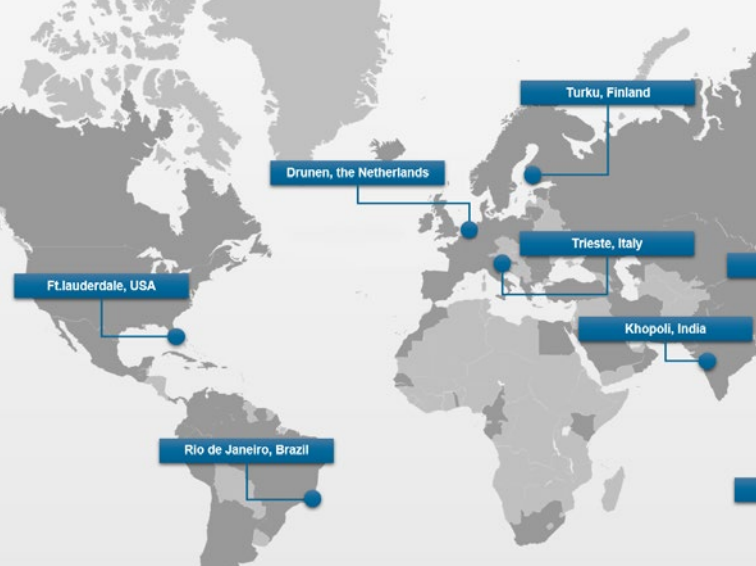 Turku, Finland
Drunen, the Netherlands
Trieste, Italy
Ft.lauderdale, USA
Khopoli, India
Rio de Janeiro, Brazil